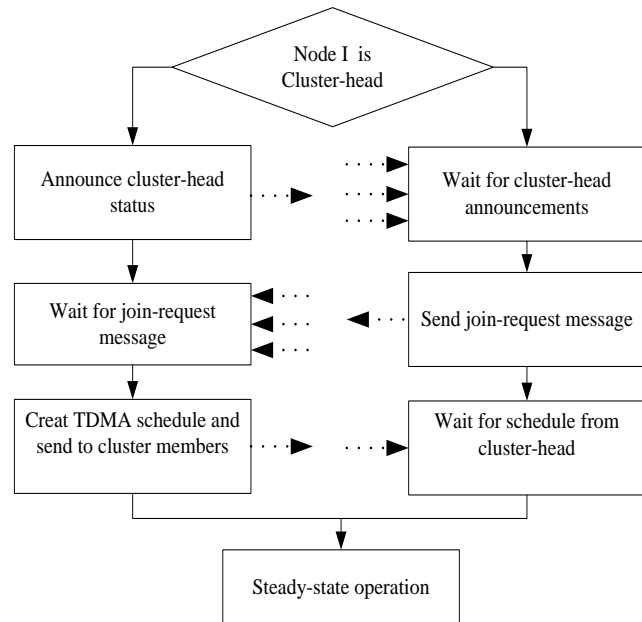 Node I is
Cluster-head
Announce cluster-head
status
Wait for cluster-head
announcements
Wait for join-request
message
Send join-request message
Creat TDMA schedule and
send to cluster members
Wait for schedule from
cluster-head
Steady-state operation